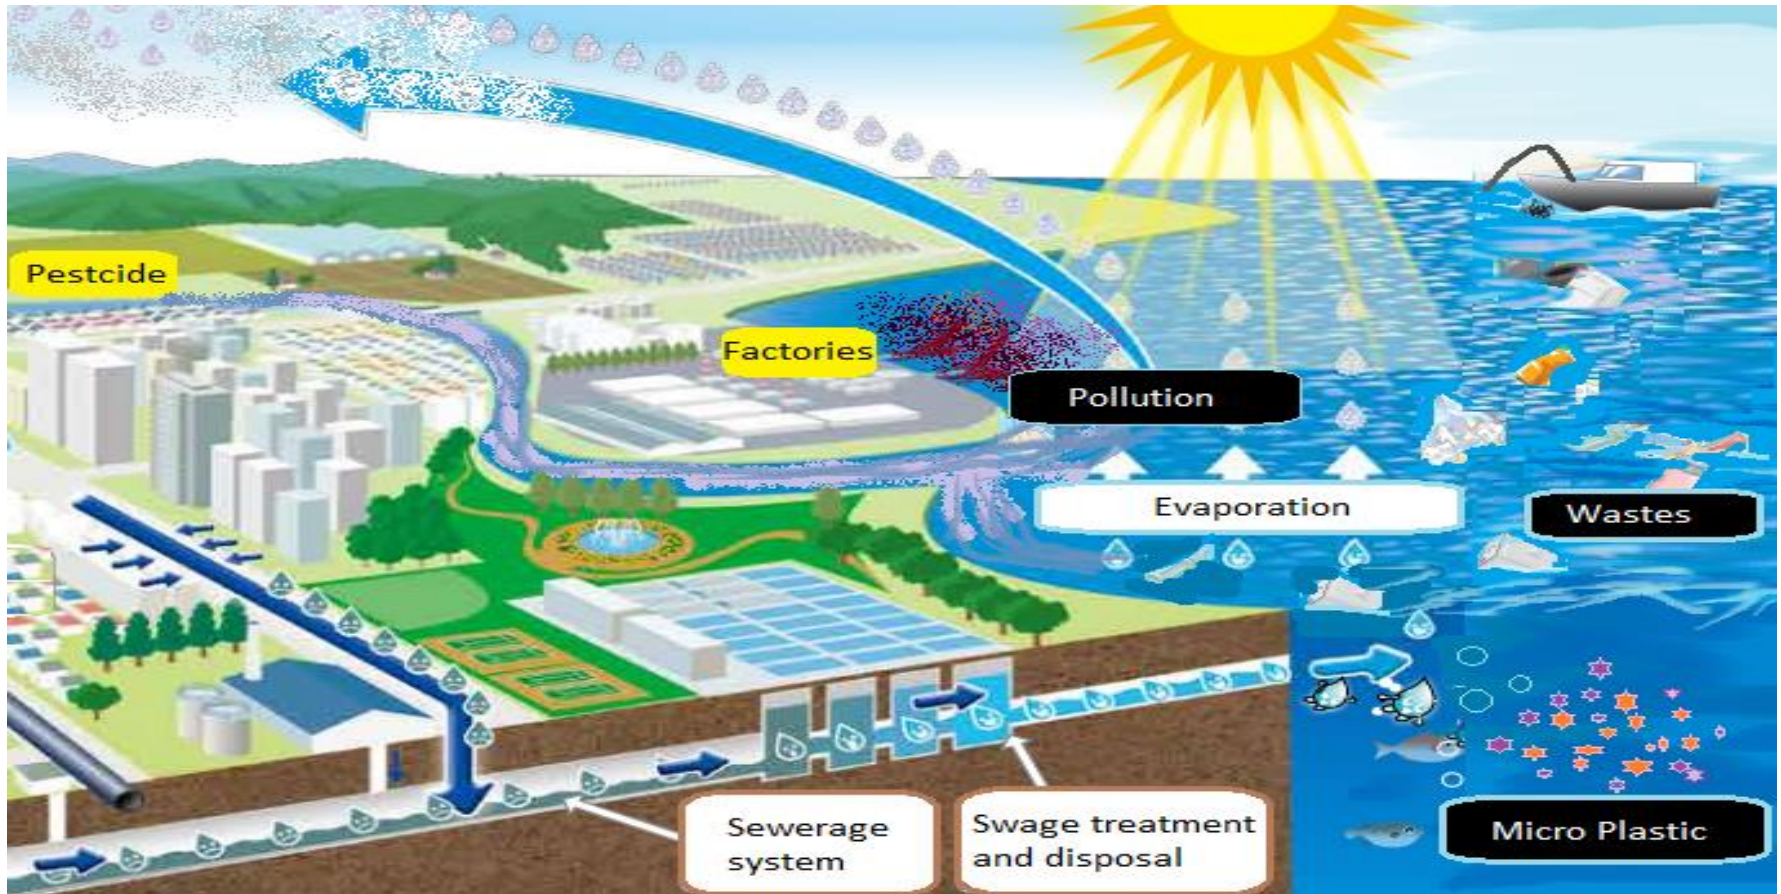 Pestcide
Factories
Pollution
Evaporation
Wastes
Sewerage
system
Swage treatment
and disposal
Micro Plastic